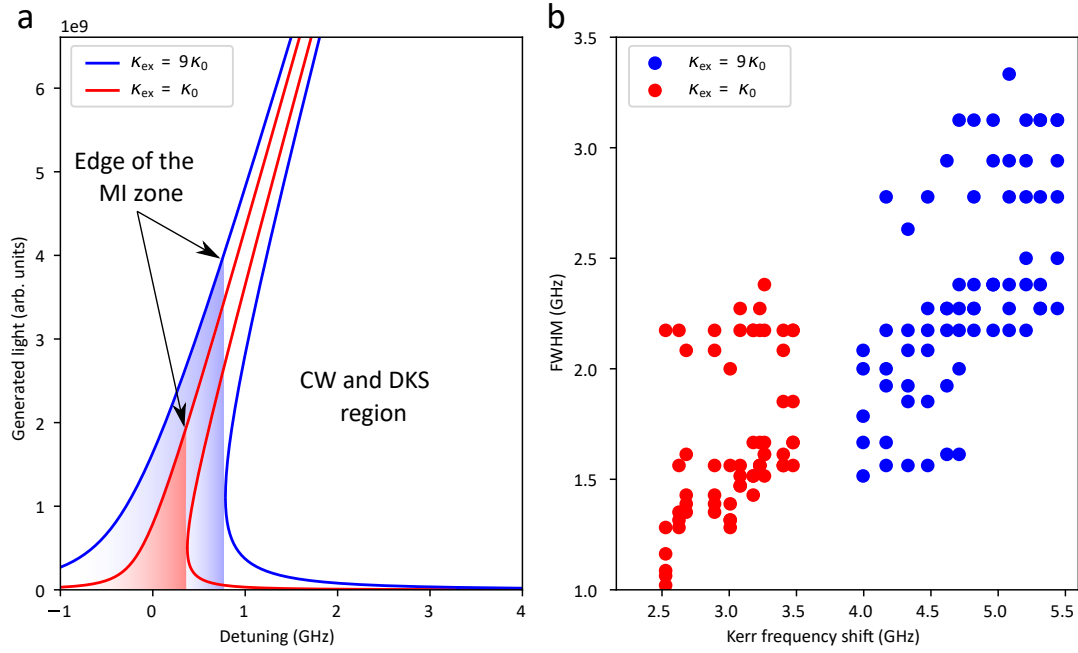 a
1e9
κex = 9κ0
κex = κ0
Edge of the
MI zone
CW and DKS
region
Generated light (arb. units)
6
5
4
3
2
1
0
−1
0
1
2
3
4
Detuning (GHz)
b
κex = 9κ0
κex = κ0
FWHM (GHz)
3.5
3.0
2.5
2.0
1.5
1.0
2.5
3.0
3.5
4.0
4.5
5.0
5.5
Kerr frequency shift (GHz)